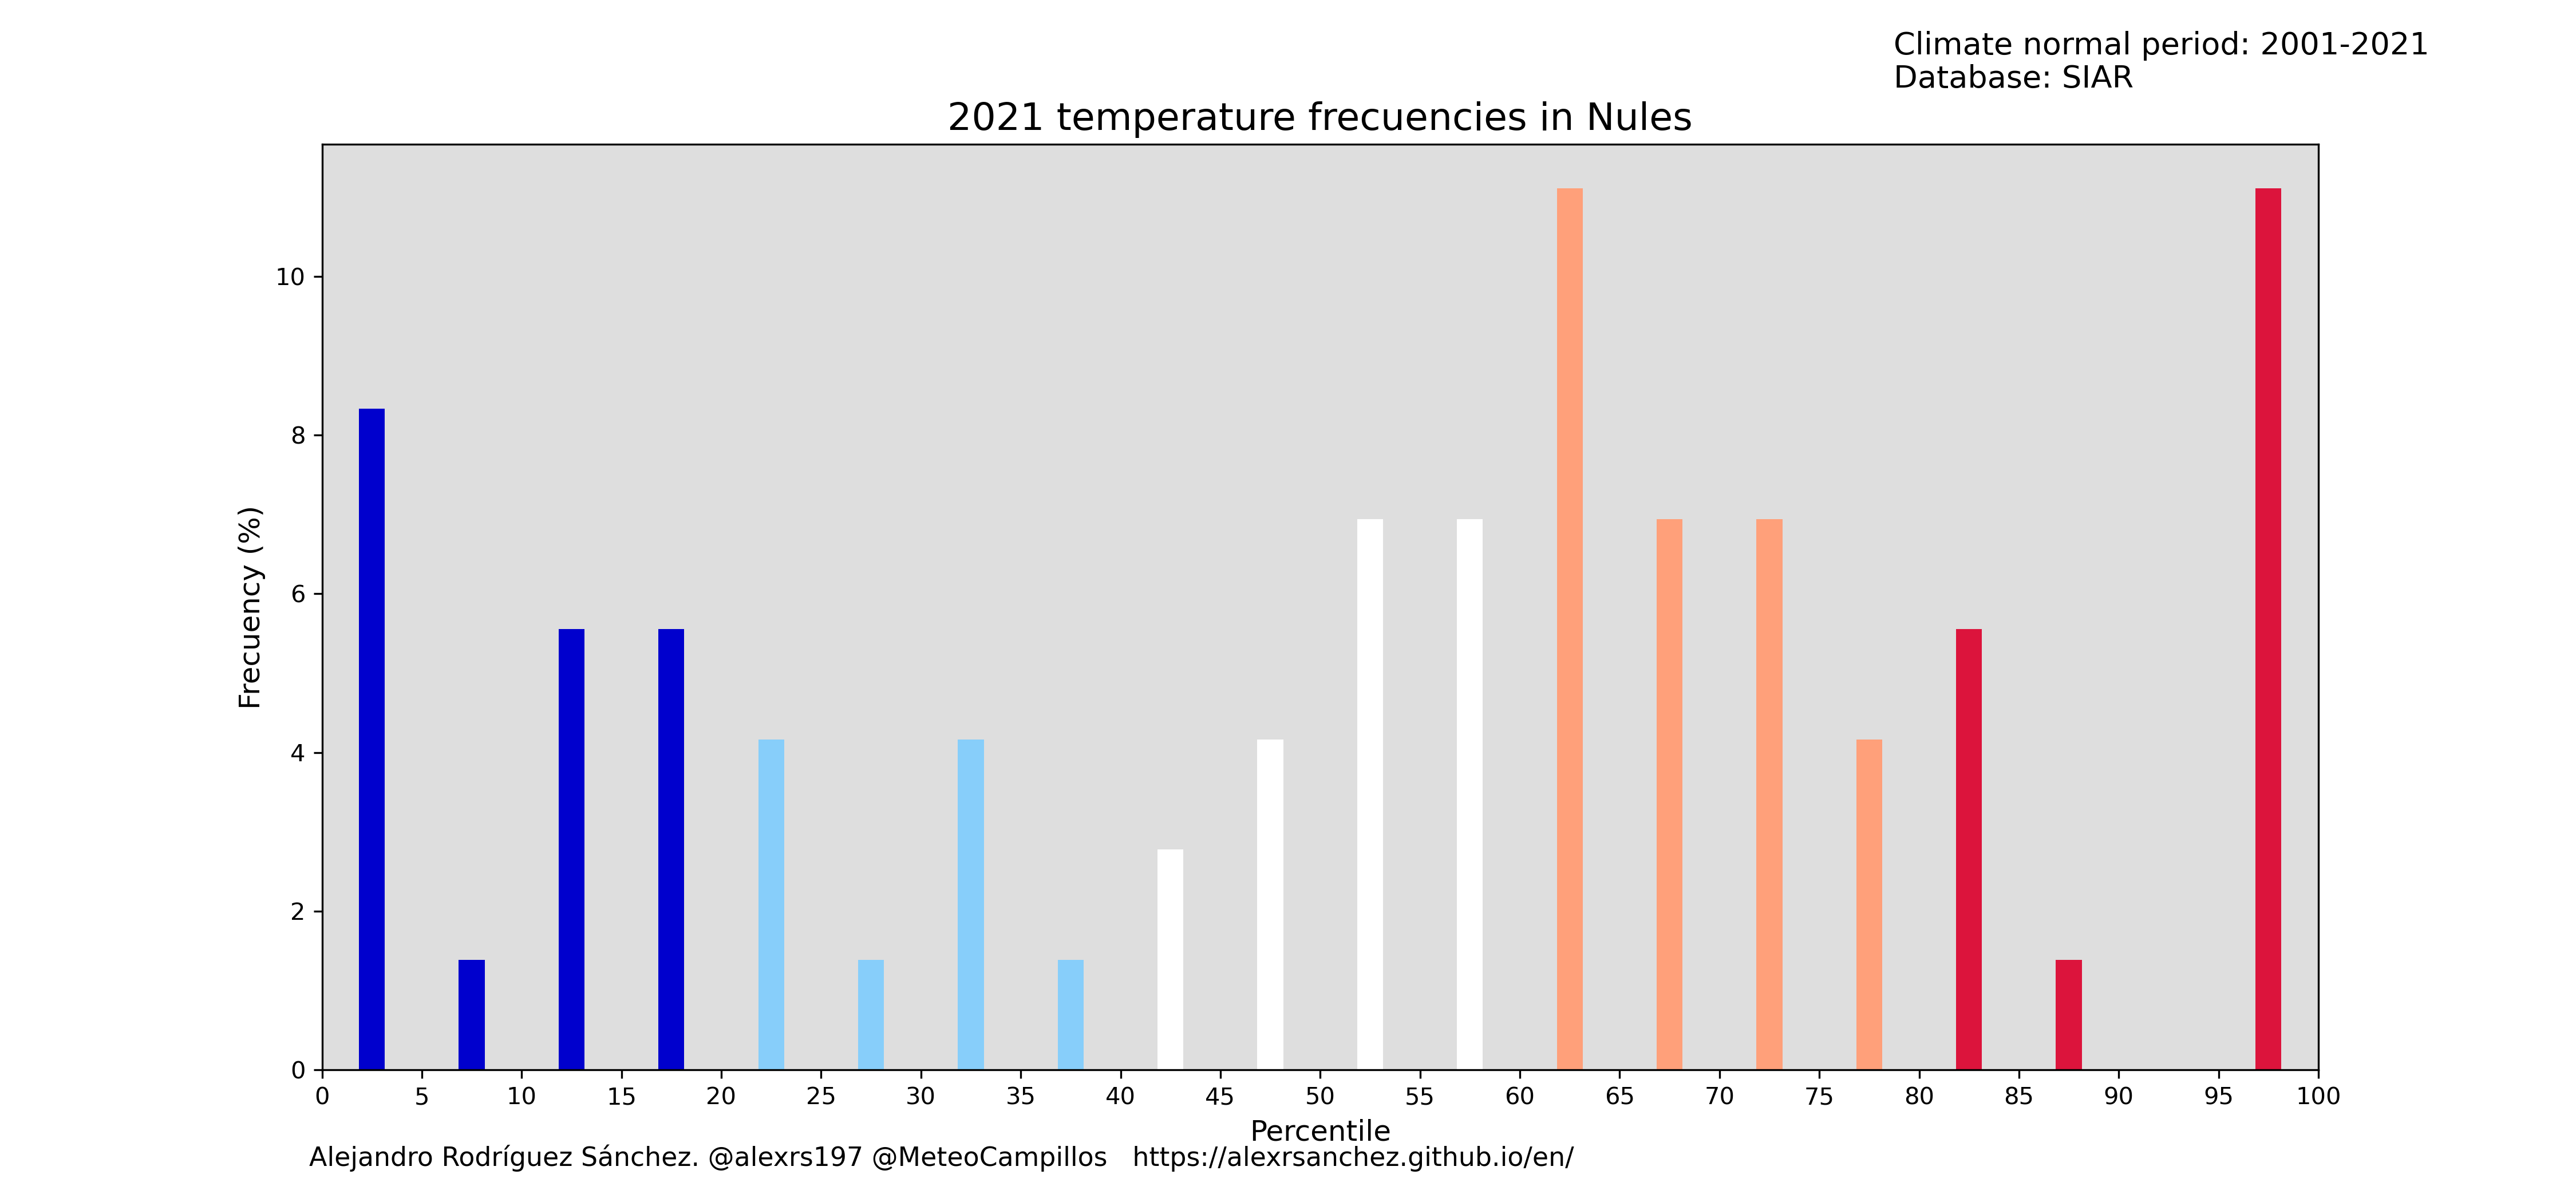 Climate normal period: 2001-2021
Database: SIAR
2021 temperature frecuencies in Nules
Frecuency (%)
10
8
6
4
2
0
0 5 10 15 20 25 30 35 40 45 50 55 60 65 70 75 80 85 90 95 100
Percentile
Alejandro Rodríguez Sánchez. @alexrs197 @MeteoCampillos https://alexrsanchez.github.io/en/